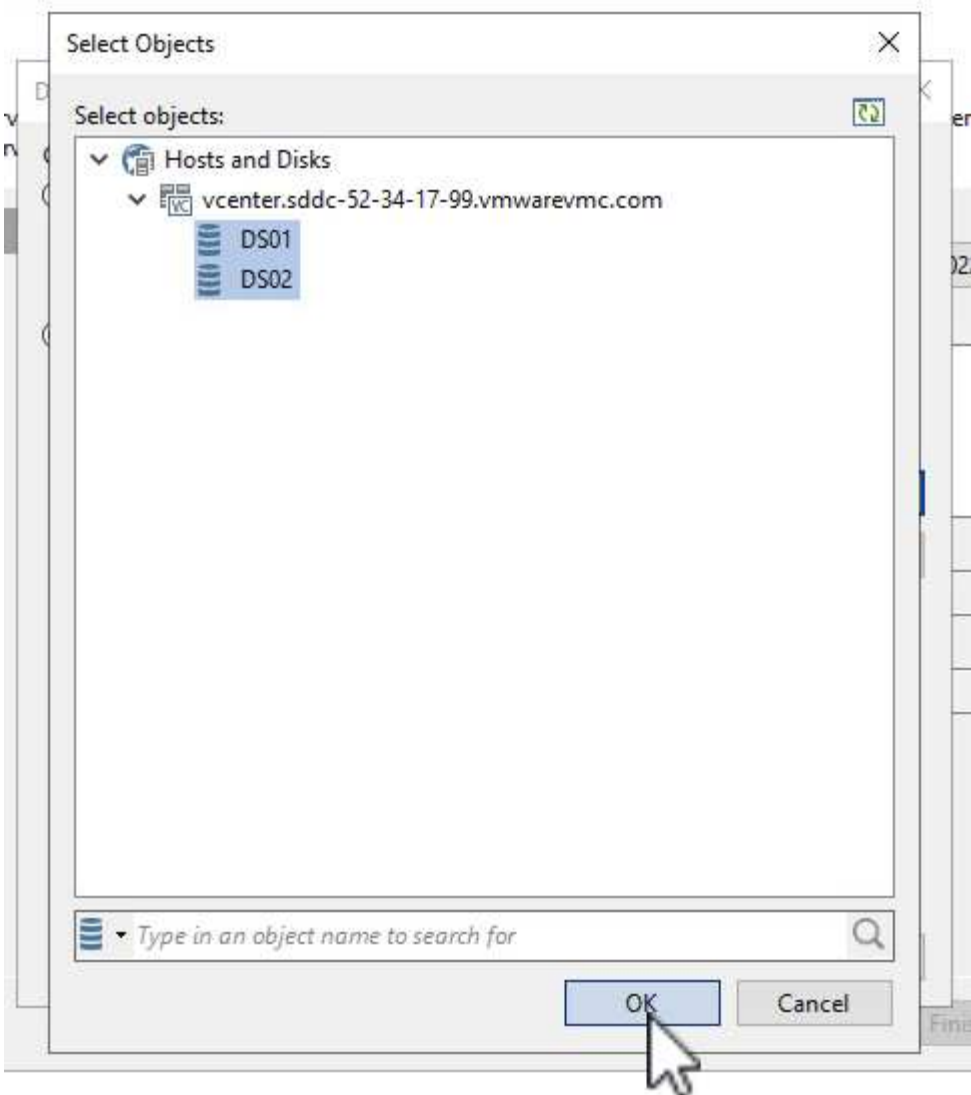 Select Objects
Select objects:
Hosts and Disks
vcenter.sddc-52-34-17-99.vmwarevmc.com
DS01
DS02
Type in an object name to search for
OK
Cancel